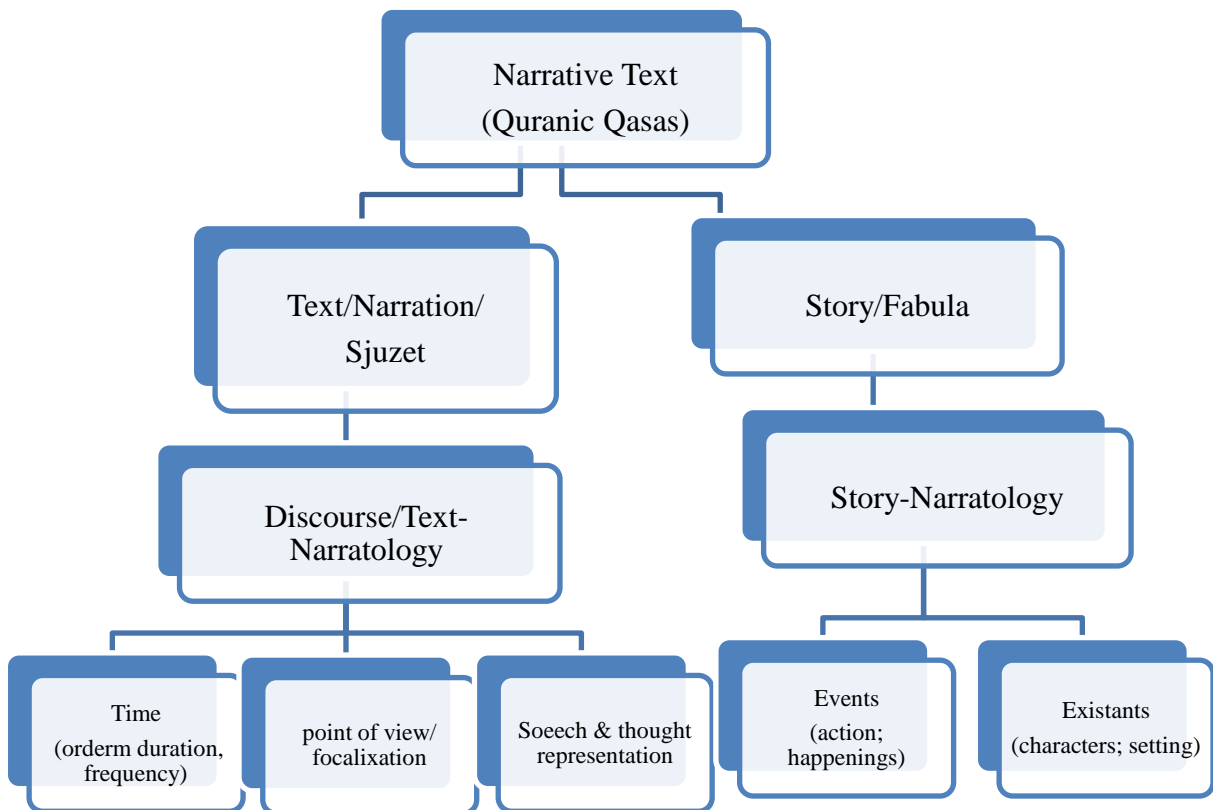 Narrative Text
(Quranic Qasas)
Text/Narration/
Sjuzet
Story/Fabula
Discourse/Text-
Narratology
Story-Narratology
Time
(orderm duration,
frequency)
point of view/
focalixation
Soeech & thought
representation
Events
(action;
happenings)
Existants
(characters; setting)